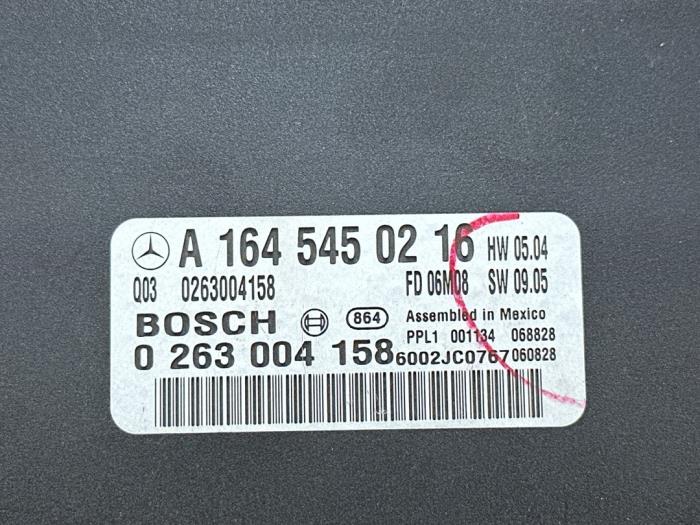 A 164 545 02 16 HW 05.04
Q03 0263004158 FD 06M08 SW 09.05
BOSCH 864 Assembled in Mexico
PPL1 001134 068828
0 263 004 158 6002JC0767 060828